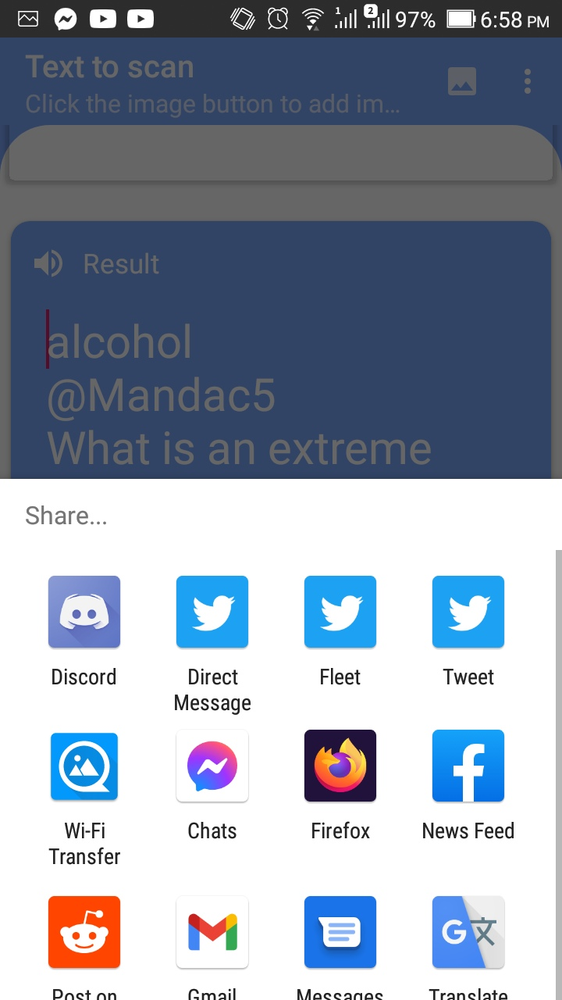 1 2 97% 6:58 PM
Text to scan
Click the image button to add im...
Result
alcohol
@Mandac5
What is an extreme
Share...
Discord
Direct
Message
Fleet
Tweet
Wi-Fi
Transfer
Chats
Firefox
News Feed
Post on
Gmail
Messages
Translate